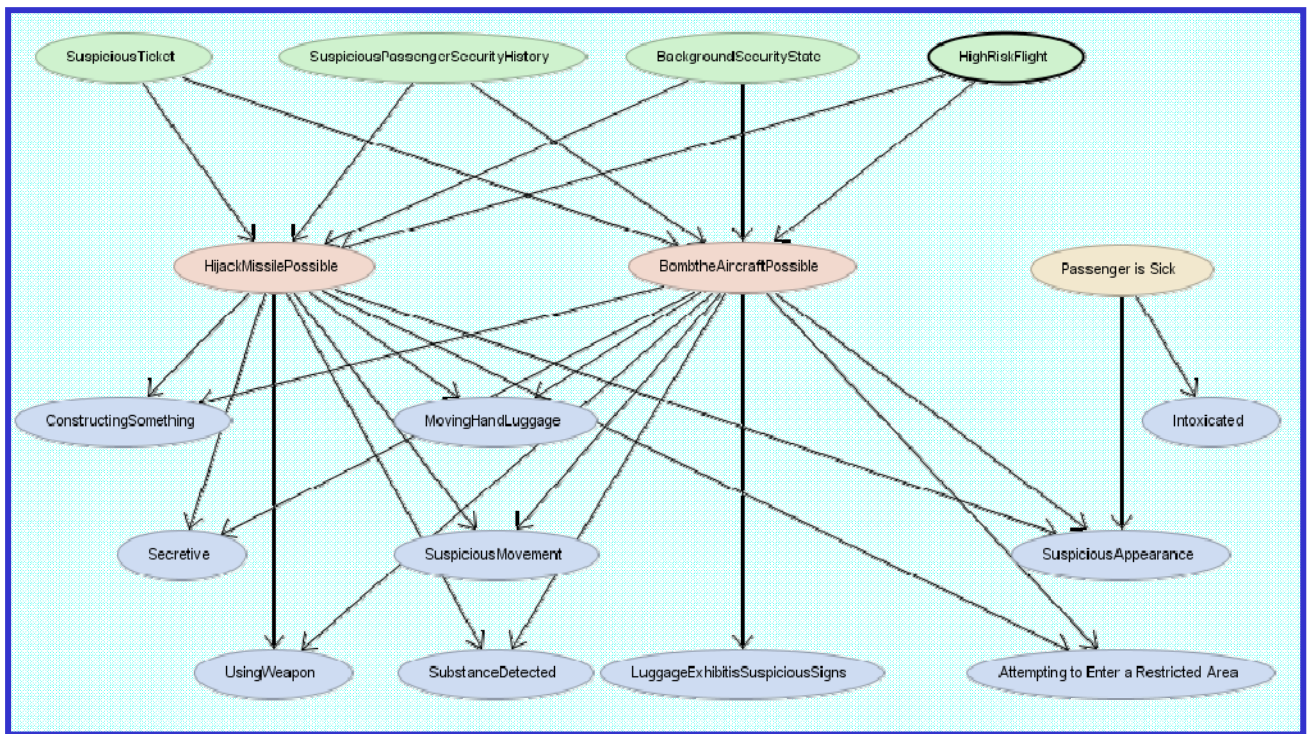 SuspiciousTicket
SuspiciousPassengerSecurityHistory
BackgroundSecurityState
HighRiskFlight
HijackMissilePossible
BombtheAircraftPossible
Passenger is Sick
ConstructingSomething
MovingHandLuggage
Intoxicated
Secretive
SuspiciousMovement
SuspiciousAppearance
UsingWeapon
SubstanceDetected
LuggageExhibitisSuspiciousSigns
Attempting to Enter a Restricted Area